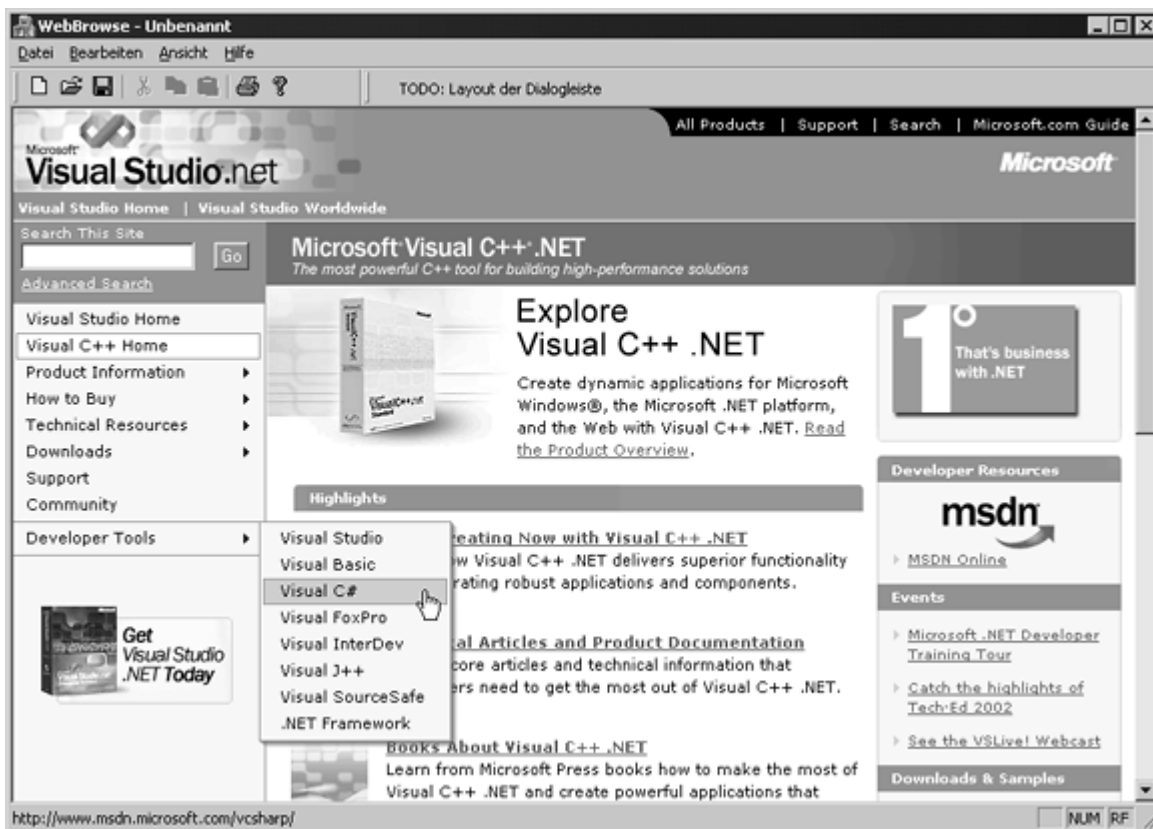 WebBrowse - Unbenannt
Datei Bearbeiten Ansicht Hilfe
TODO: Layout der Dialogleiste
All Products | Support | Search | Microsoft.com Guide
Microsoft
Visual Studio.net
Microsoft
Visual Studio Home | Visual Studio Worldwide
Search This Site
Go
Advanced Search
Microsoft Visual C++ .NET
The most powerful C++ tool for building high-performance solutions
Visual Studio Home
Visual C++ Home
Product Information
How to Buy
Technical Resources
Downloads
Support
Community
Developer Tools
Visual Studio
Visual Basic
Visual C#
Visual FoxPro
Visual InterDev
Visual J++
Visual SourceSafe
.NET Framework
Get
Visual Studio
.NET Today
Explore
Visual C++ .NET
Create dynamic applications for Microsoft
Windows®, the Microsoft .NET platform,
and the Web with Visual C++ .NET. Read
the Product Overview.
Highlights
eating Now with Visual C++ .NET
w Visual C++ .NET delivers superior functionality
rating robust applications and components.
al Articles and Product Documentation
core articles and technical information that
ers need to get the most out of Visual C++ .NET.
Books About Visual C++ .NET
Learn from Microsoft Press books how to make the most of
Visual C++ .NET and create powerful applications that
1°
That's business
with .NET
Developer Resources
msdn
MSDN Online
Events
Microsoft .NET Developer
Training Tour
Catch the highlights of
Tech·Ed 2002
See the VSLive! Webcast
Downloads & Samples
http://www.msdn.microsoft.com/vcsharp/
NUM RF